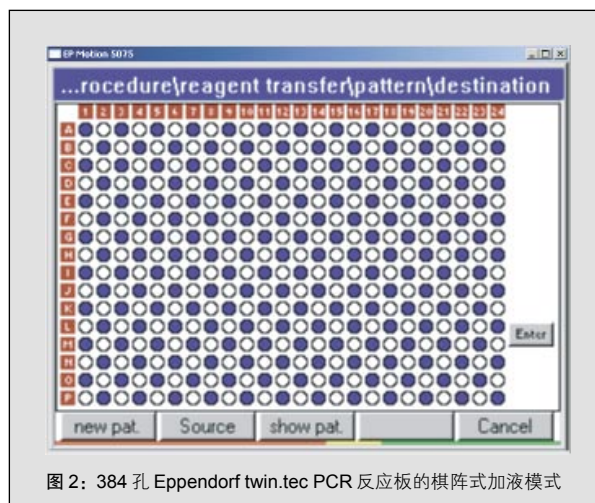 EP Motion 5075
...rocedure\reagent transfer\pattern\destination
1 2 3 4 5 6 7 8 9 10 11 12 13 14 15 16 17 18 19 20 21 22 23 24
A
B
C
D
E
F
G
H
I
J
K
L
Enter
M
N
O
P
new pat. Source show pat. Cancel
图 2：384 孔 Eppendorf twin.tec PCR 反应板的棋阵式加液模式